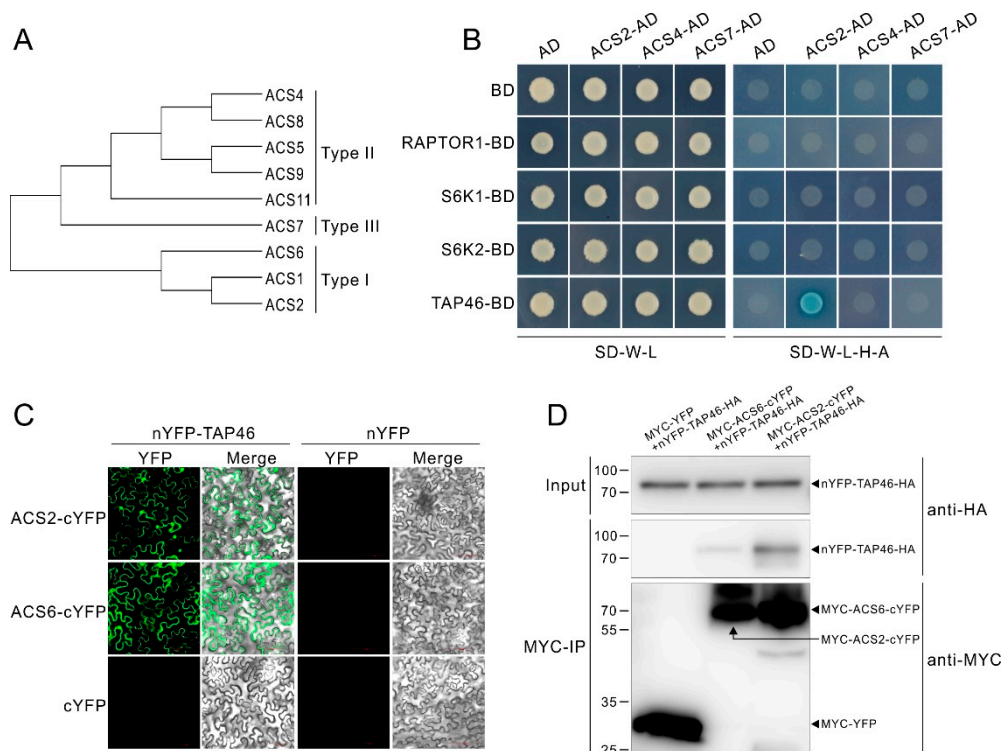 A
ACS4
ACS8
ACS5
ACS9
ACS11
ACS7
ACS6
ACS1
ACS2
Type II
Type III
Type I
B
AD
ACS2-AD
ACS4-AD
ACS7-AD
AD
ACS2-AD
ACS4-AD
ACS7-AD
BD
RAPTOR1-BD
S6K1-BD
S6K2-BD
TAP46-BD
SD-W-L
SD-W-L-H-A
C
nYFP-TAP46
nYFP
YFP
Merge
YFP
Merge
ACS2-cYFP
ACS6-cYFP
cYFP
D
MYC-YFP
+nYFP-TAP46-HA
MYC-ACS6-cYFP
+nYFP-TAP46-HA
MYC-ACS2-cYFP
+nYFP-TAP46-HA
Input
100
70
nYFP-TAP46-HA
anti-HA
100
70
nYFP-TAP46-HA
MYC-IP
70
55
35
25
MYC-ACS6-cYFP
MYC-ACS2-cYFP
MYC-YFP
anti-MYC